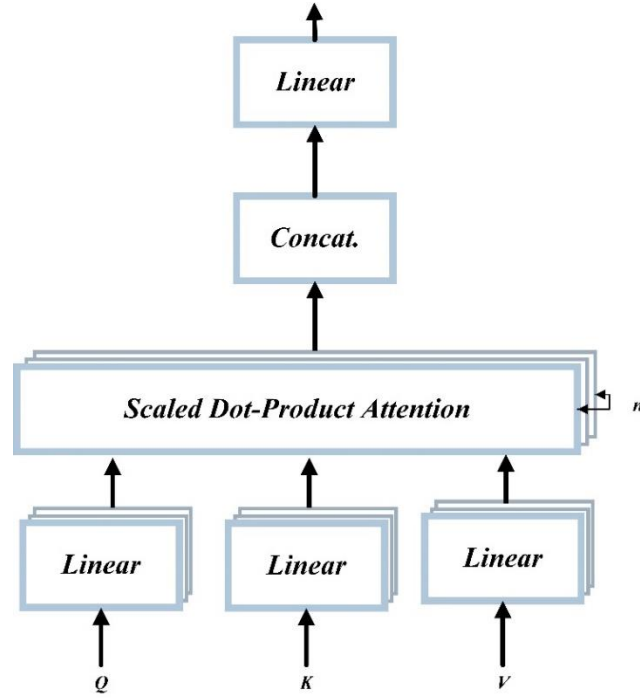 Linear
Concat.
Scaled Dot-Product Attention
n
Linear Linear Linear
Q K V